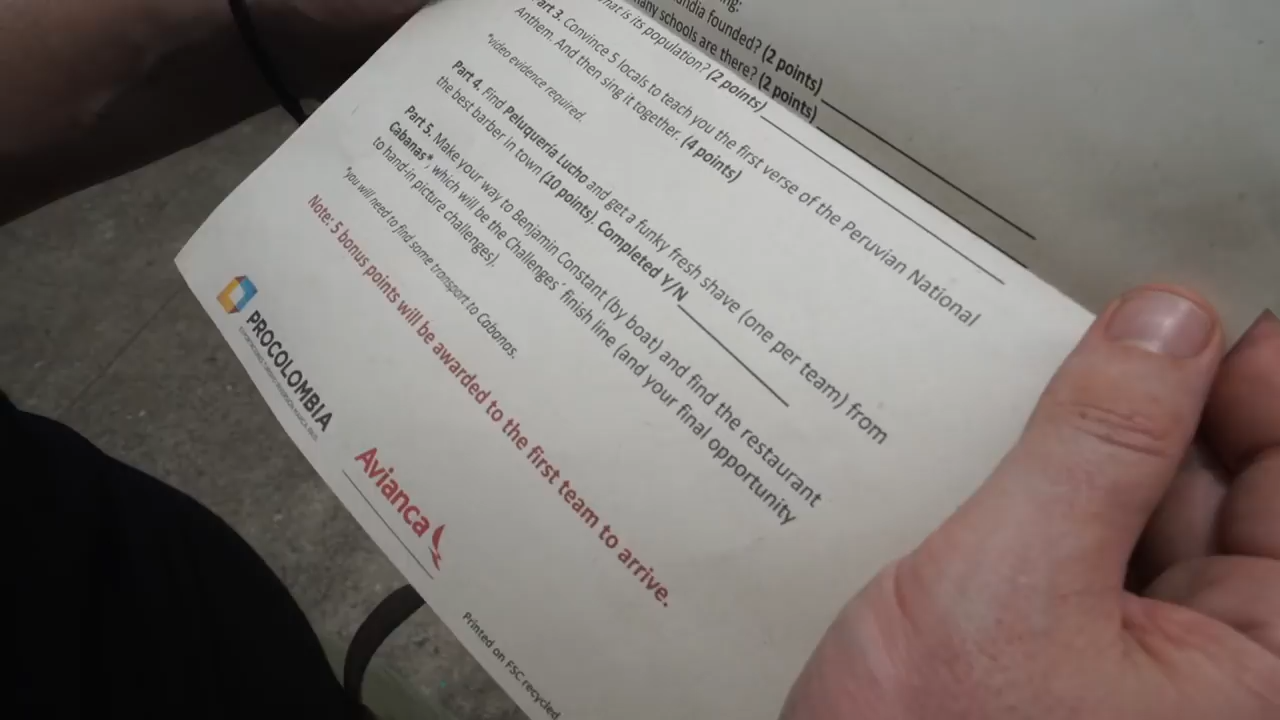 ndia founded? (2 points)
any schools are there? (2 points)
hat is its population? (2 points)
Part 3. Convince 5 locals to teach you the first verse of the Peruvian National
Anthem. And then sing it together. (4 points)
*video evidence required.
Part 4. Find Peluqueria Lucho and get a funky fresh shave (one per team) from
the best barber in town (10 points). Completed Y/N
Part 5. Make your way to Benjamin Constant (by boat) and find the restaurant
Cabanas*, which will be the Challenges' finish line (and your final opportunity
to hand-in picture challenges).
*you will need to find some transport to Cabanas.
Note: 5 bonus points will be awarded to the first team to arrive.
PROCOLOMBIA
Avianca
Printed on FSC recycled